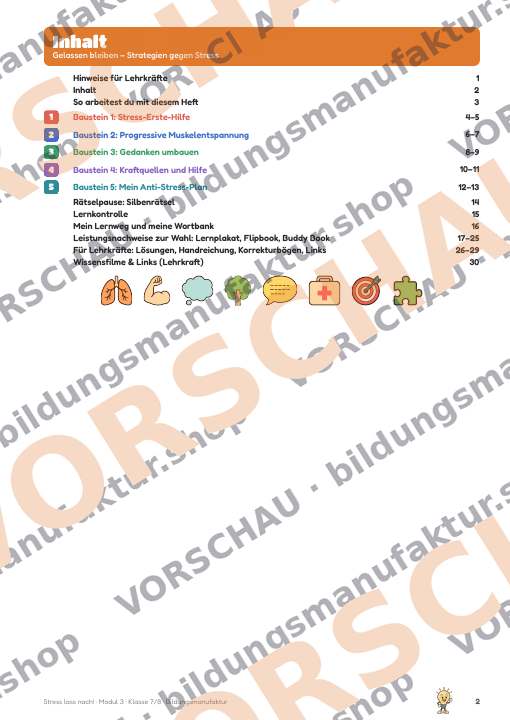 Inhalt
Gelassen bleiben – Strategien gegen Stress
Hinweise für Lehrkräfte 1
Inhalt 2
So arbeitest du mit diesem Heft 3
1 Baustein 1: Stress-Erste-Hilfe 4–5
2 Baustein 2: Progressive Muskelentspannung 6–7
3 Baustein 3: Gedanken umbauen 8–9
4 Baustein 4: Kraftquellen und Hilfe 10–11
5 Baustein 5: Mein Anti-Stress-Plan 12–13
Rätselpause: Silbenrätsel 14
Lernkontrolle 15
Mein Lernweg und meine Wortbank 16
Leistungsnachweise zur Wahl: Lernplakat, Flipbook, Buddy Book 17–25
Für Lehrkräfte: Lösungen, Handreichung, Korrekturbögen, Links 26–29
Wissensfilme & Links (Lehrkraft) 30
VORSCHAU · bildungsmanufaktur.shop
VORSCHAU
Stress lass nach! · Modul 3 · Klasse 7/8 · Bildungsmanufaktur 2